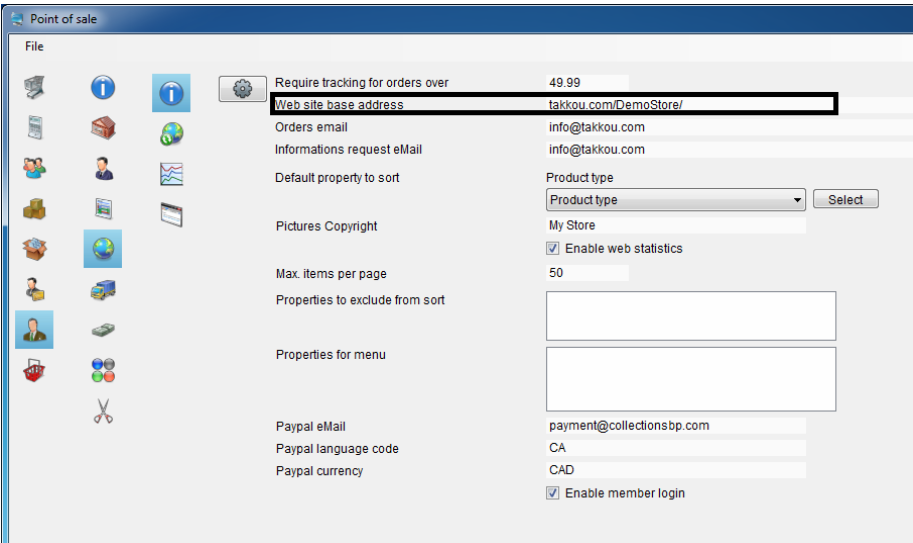 Point of sale
File
Require tracking for orders over 49.99
Web site base address takkou.com/DemoStore/
Orders email info@takkou.com
Informations request eMail info@takkou.com
Default property to sort Product type
Product type Select
Pictures Copyright My Store
Enable web statistics
Max. items per page 50
Properties to exclude from sort
Properties for menu
Paypal eMail payment@collectionsbp.com
Paypal language code CA
Paypal currency CAD
Enable member login